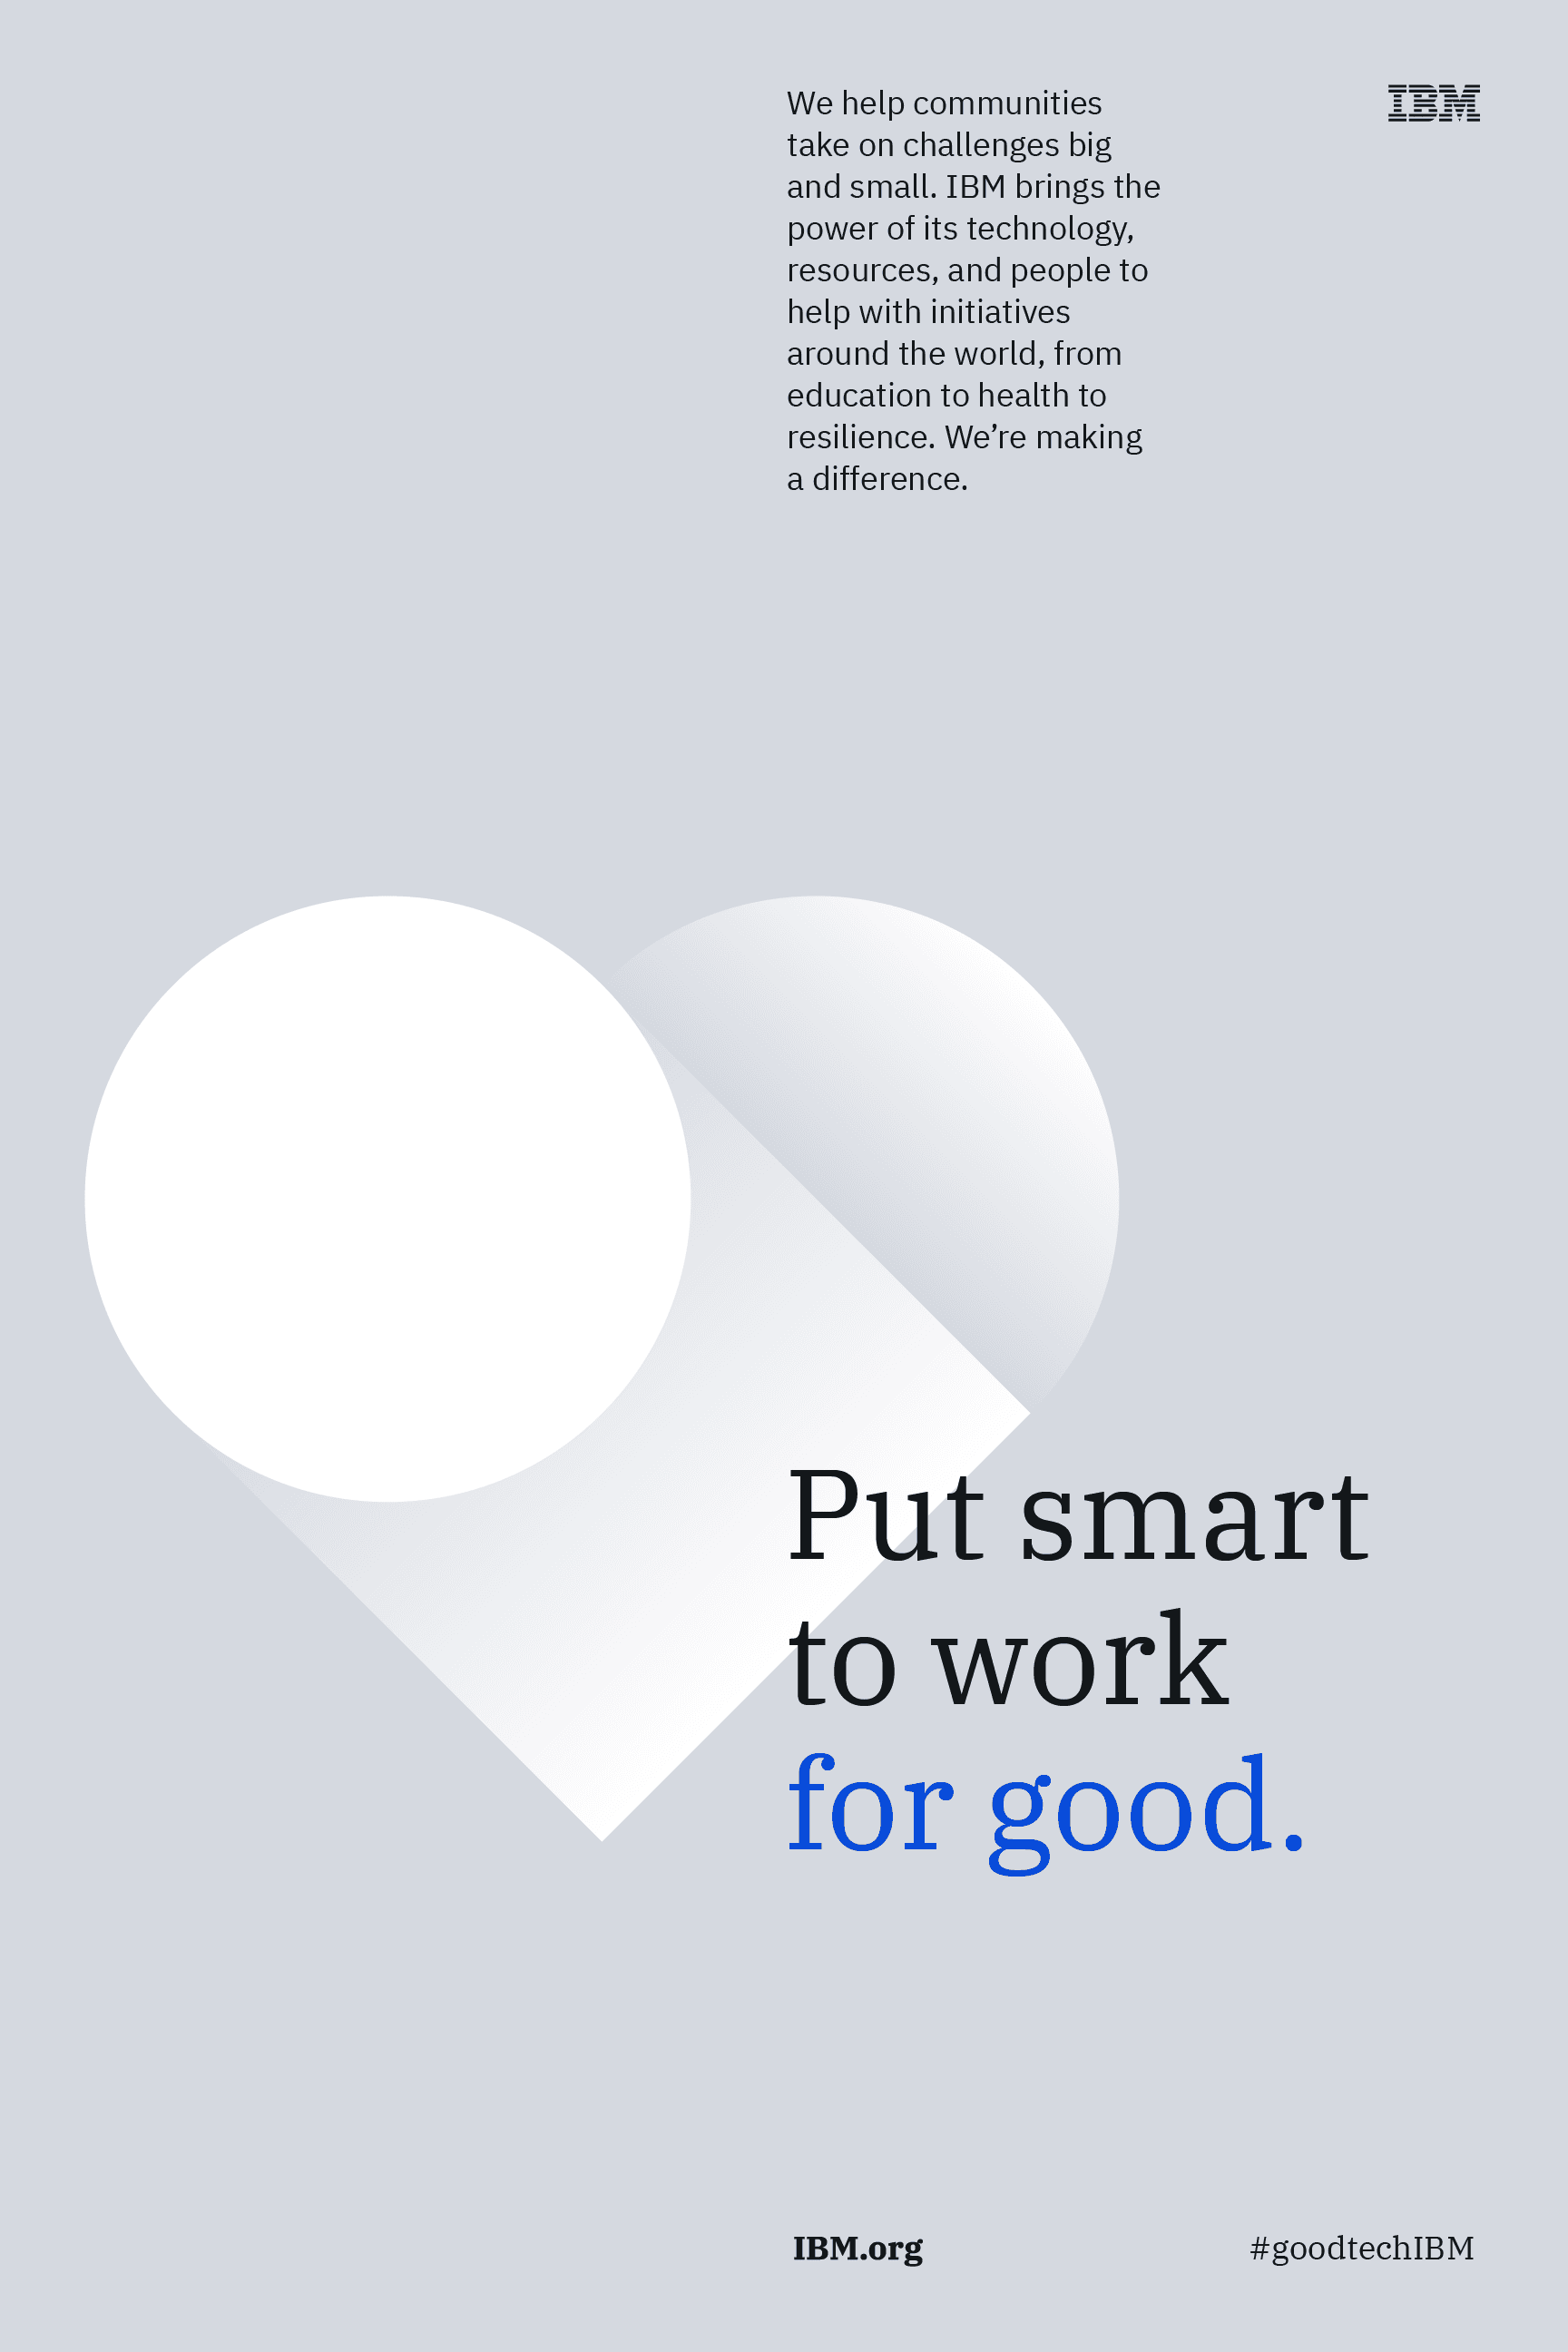 We help communities
take on challenges big
and small. IBM brings the
power of its technology,
resources, and people to
help with initiatives
around the world, from
education to health to
resilience. We’re making
a difference.
IBM
Put smart
to work
for good.
IBM.org
#goodtechIBM